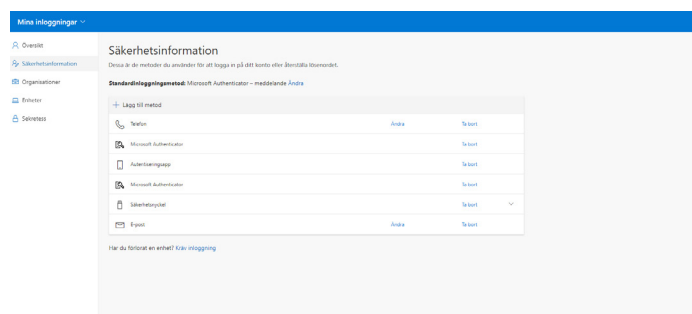 Mina inloggningar
Översikt
Säkerhetsinformation
Organisationer
Enheter
Sekretess
Säkerhetsinformation
Dessa är de metoder du använder för att logga in på ditt konto eller återställa lösenordet.
Standardinloggningsmetod: Microsoft Authenticator – meddelande Ändra
Lägg till metod
Telefon Ändra Ta bort
Microsoft Authenticator Ta bort
Autentiseringsapp Ta bort
Microsoft Authenticator Ta bort
Säkerhetsnyckel Ta bort
E-post Ändra Ta bort
Har du förlorat en enhet? Kräv inloggning